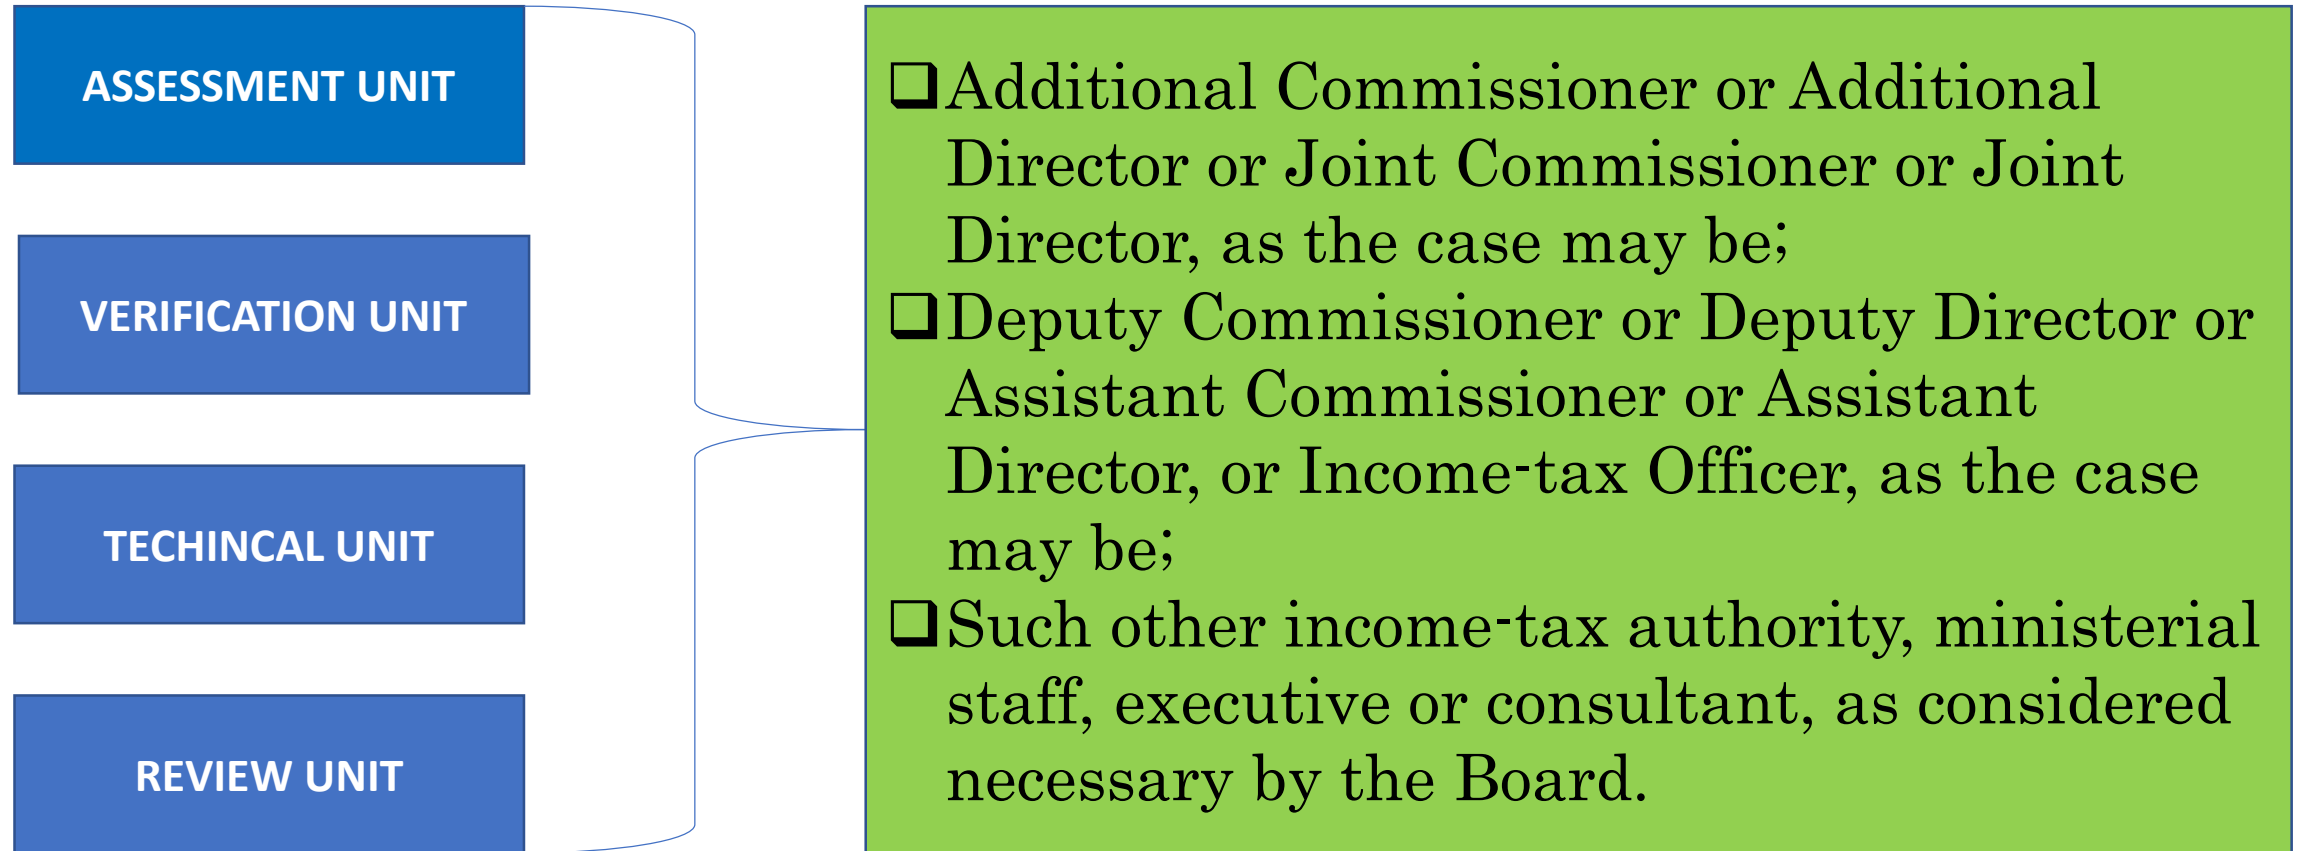 ASSESSMENT UNIT
VERIFICATION UNIT
TECHINCAL UNIT
REVIEW UNIT
❑Additional Commissioner or Additional
Director or Joint Commissioner or Joint
Director, as the case may be;
❑Deputy Commissioner or Deputy Director or
Assistant Commissioner or Assistant
Director, or Income-tax Officer, as the case
may be;
❑Such other income-tax authority, ministerial
staff, executive or consultant, as considered
necessary by the Board.